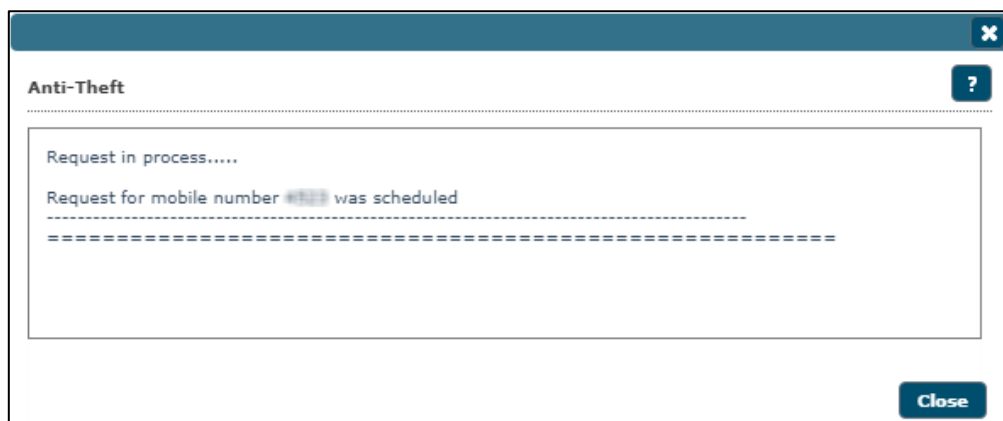 Anti-Theft
?
Request in process.....
Request for mobile number was scheduled
------------------------------------------------------------------------------------------
==========================================================
Close